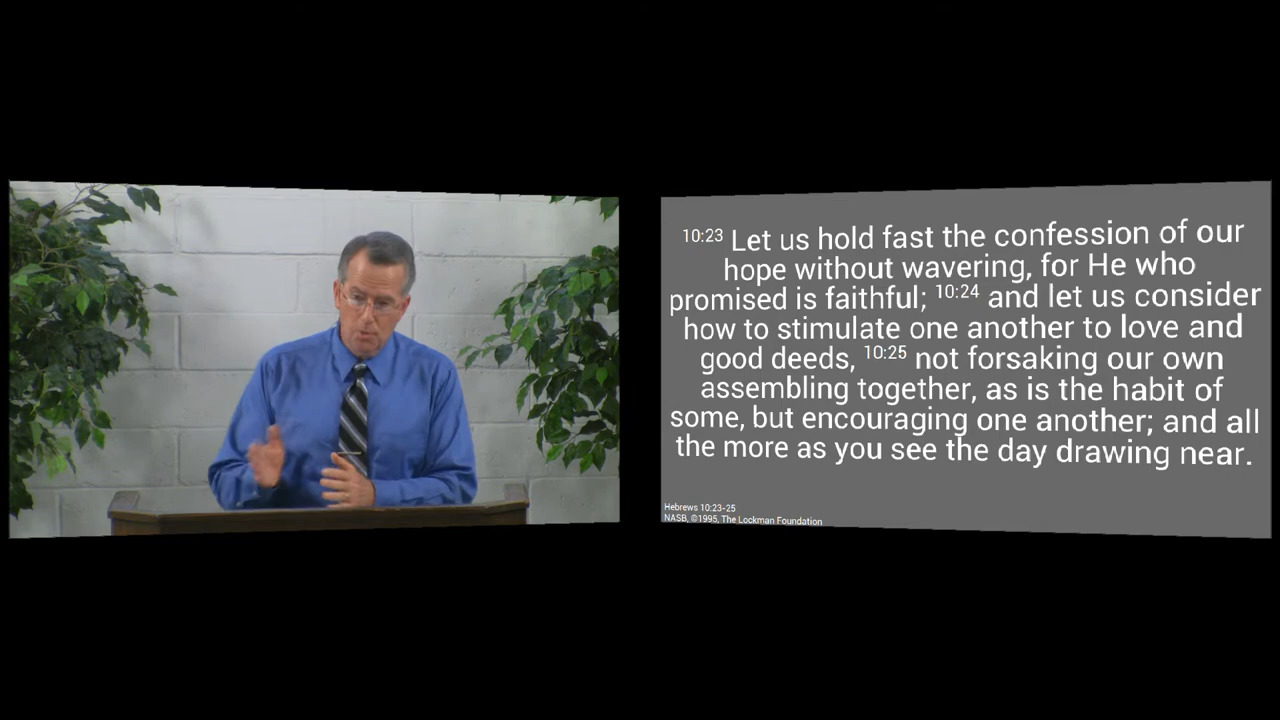 10:23 Let us hold fast the confession of our
hope without wavering, for He who
promised is faithful; 10:24 and let us consider
how to stimulate one another to love and
good deeds, 10:25 not forsaking our own
assembling together, as is the habit of
some, but encouraging one another; and all
the more as you see the day drawing near.
Hebrews 10:23-25
NASB, ©1995, The Lockman Foundation